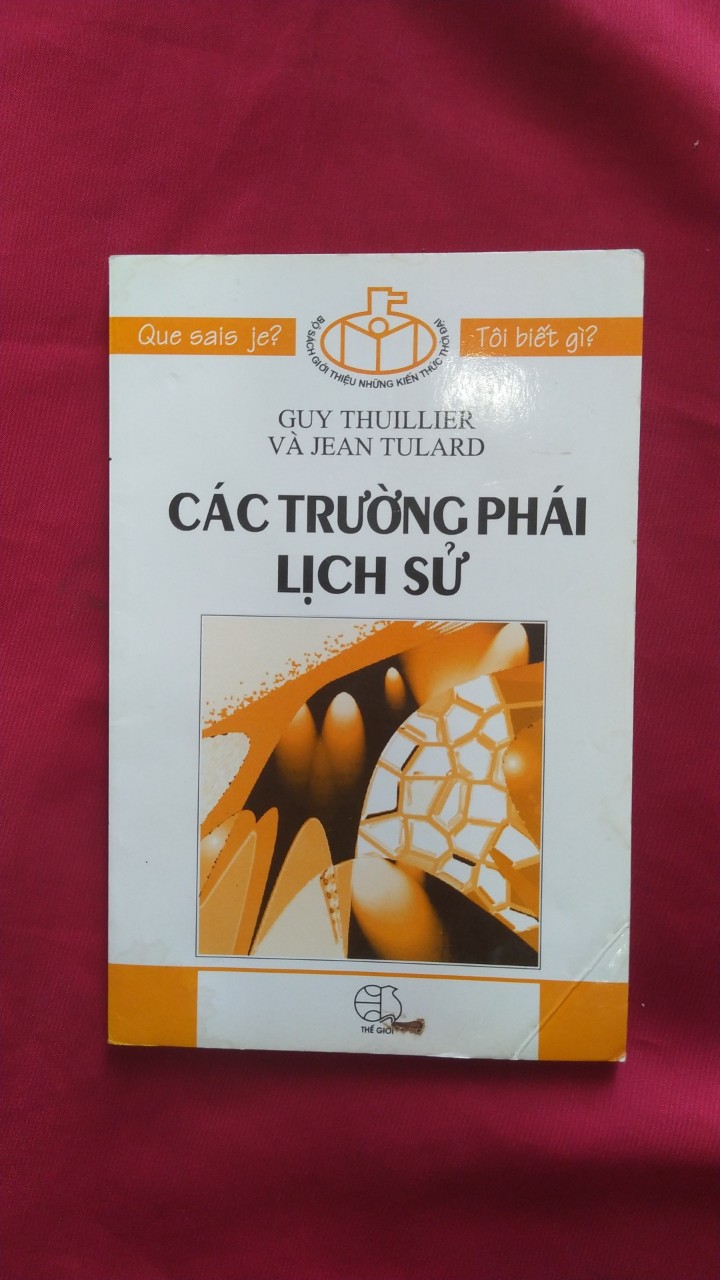 Que sais je?
Tôi biết gì?
BỘ SÁCH GIỚI THIỆU NHỮNG KIẾN THỨC THỜI ĐẠI
GUY THUILLIER
VÀ JEAN TULARD
CÁC TRƯỜNG PHÁI
LỊCH SỬ
THẾ GIỚI